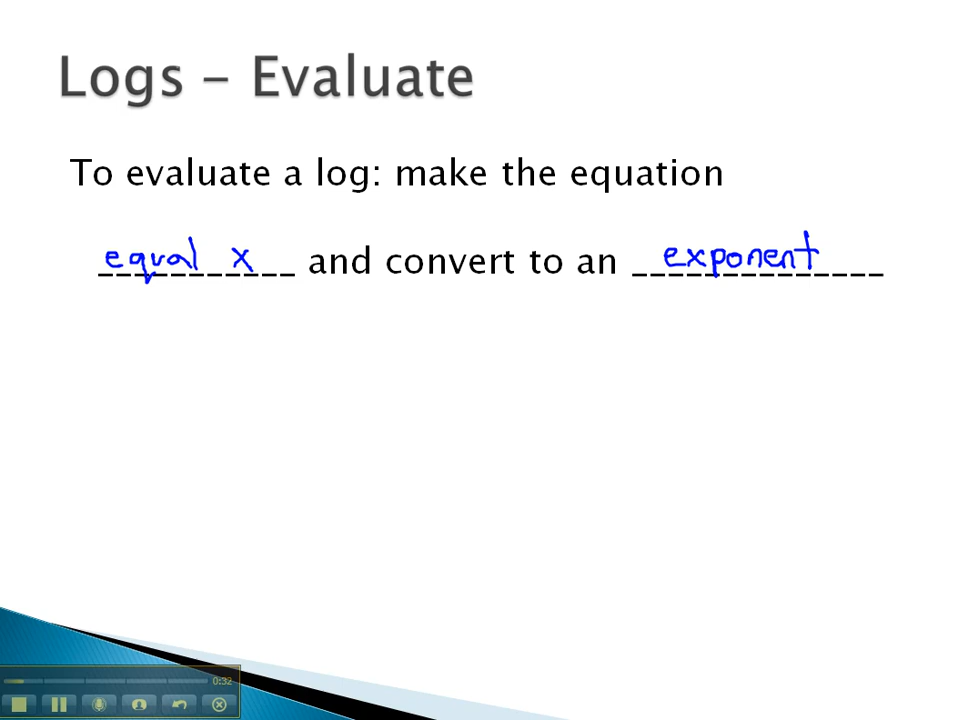 Logs - Evaluate
To evaluate a log: make the equation
equal x and convert to an exponent
0:32